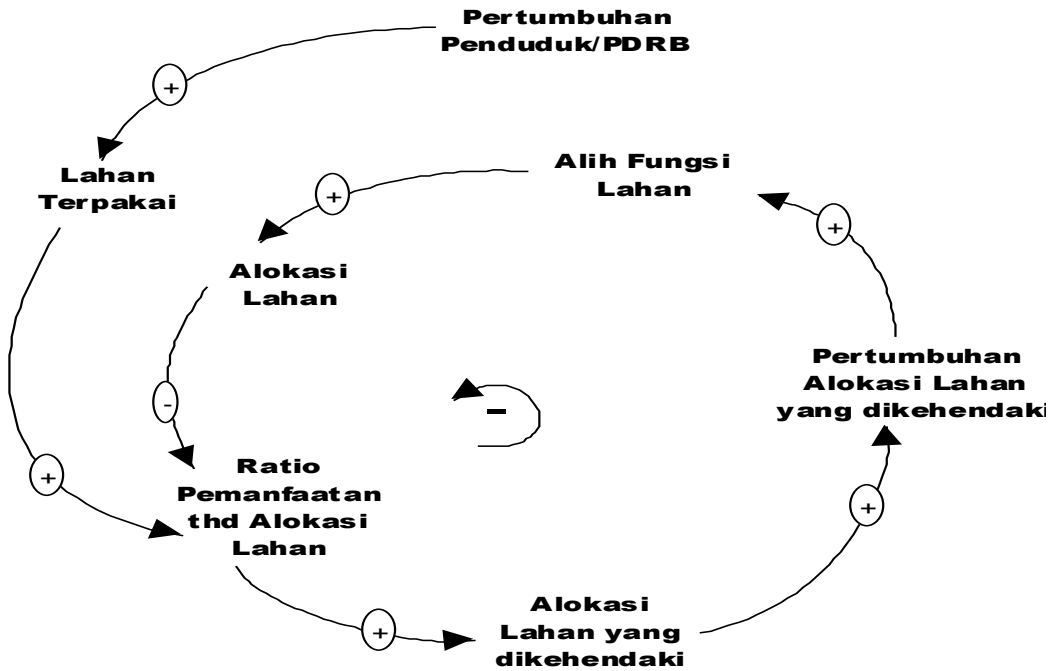 Pertumbuhan
Penduduk/PDRB
+
Lahan
Terpakai
Alih Fungsi
Lahan
+
+
Alokasi
Lahan
Pertumbuhan
Alokasi Lahan
yang dikehendaki
-
-
Ratio
Pemanfaatan
thd Alokasi
Lahan
+
+
Alokasi
Lahan yang
dikehendaki
+